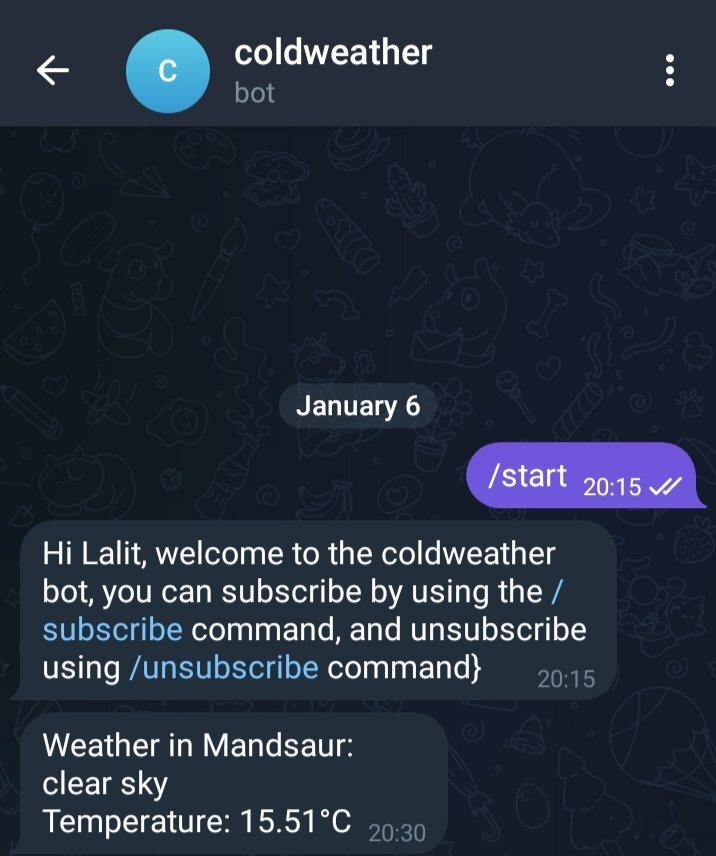 C
coldweather
bot
January 6
/start 20:15
Hi Lalit, welcome to the coldweather
bot, you can subscribe by using the /
subscribe command, and unsubscribe
using /unsubscribe command}
20:15
Weather in Mandsaur:
clear sky
Temperature: 15.51°C 20:30